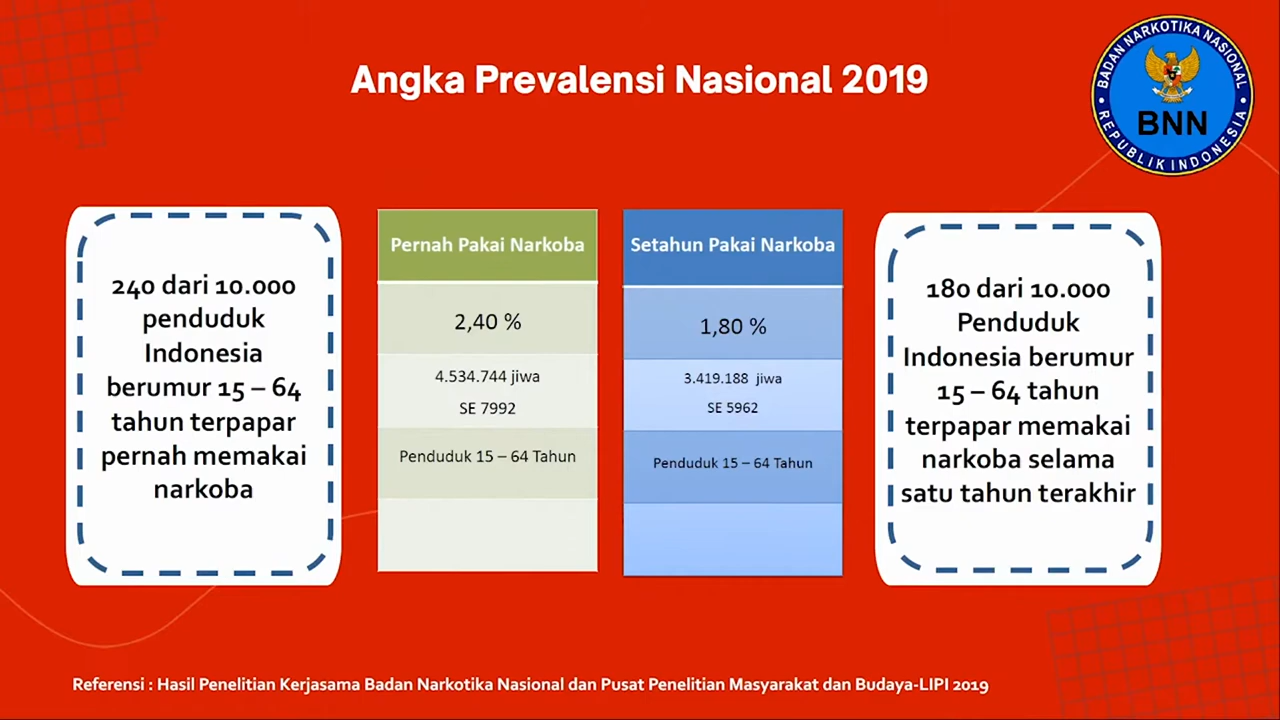 Angka Prevalensi Nasional 2019
BADAN NARKOTIKA NASIONAL
BNN
REPUBLIK INDONESIA
240 dari 10.000
penduduk
Indonesia
berumur 15 – 64
tahun terpapar
pernah memakai
narkoba
Pernah Pakai Narkoba
2,40 %
4.534.744 jiwa
SE 7992
Penduduk 15 – 64 Tahun
Setahun Pakai Narkoba
1,80 %
3.419.188 jiwa
SE 5962
Penduduk 15 – 64 Tahun
180 dari 10.000
Penduduk
Indonesia berumur
15 – 64 tahun
terpapar memakai
narkoba selama
satu tahun terakhir
Referensi : Hasil Penelitian Kerjasama Badan Narkotika Nasional dan Pusat Penelitian Masyarakat dan Budaya-LIPI 2019